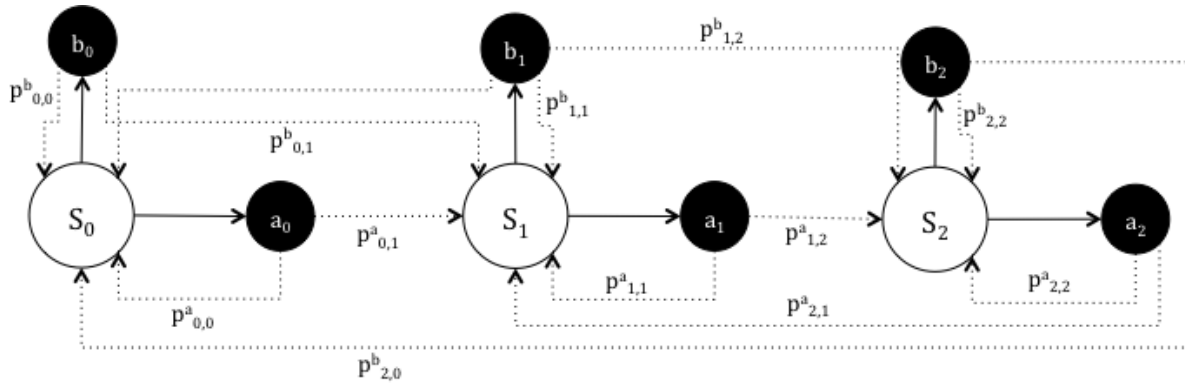 b₀
b₁
b₂
pᵇ₁,₂
pᵇ₀,₀
pᵇ₁,₁
pᵇ₂,₂
pᵇ₀,₁
S₀
a₀
S₁
a₁
S₂
a₂
pᵃ₀,₁
pᵃ₁,₂
pᵃ₀,₀
pᵃ₁,₁
pᵃ₂,₂
pᵃ₂,₁
pᵇ₂,₀